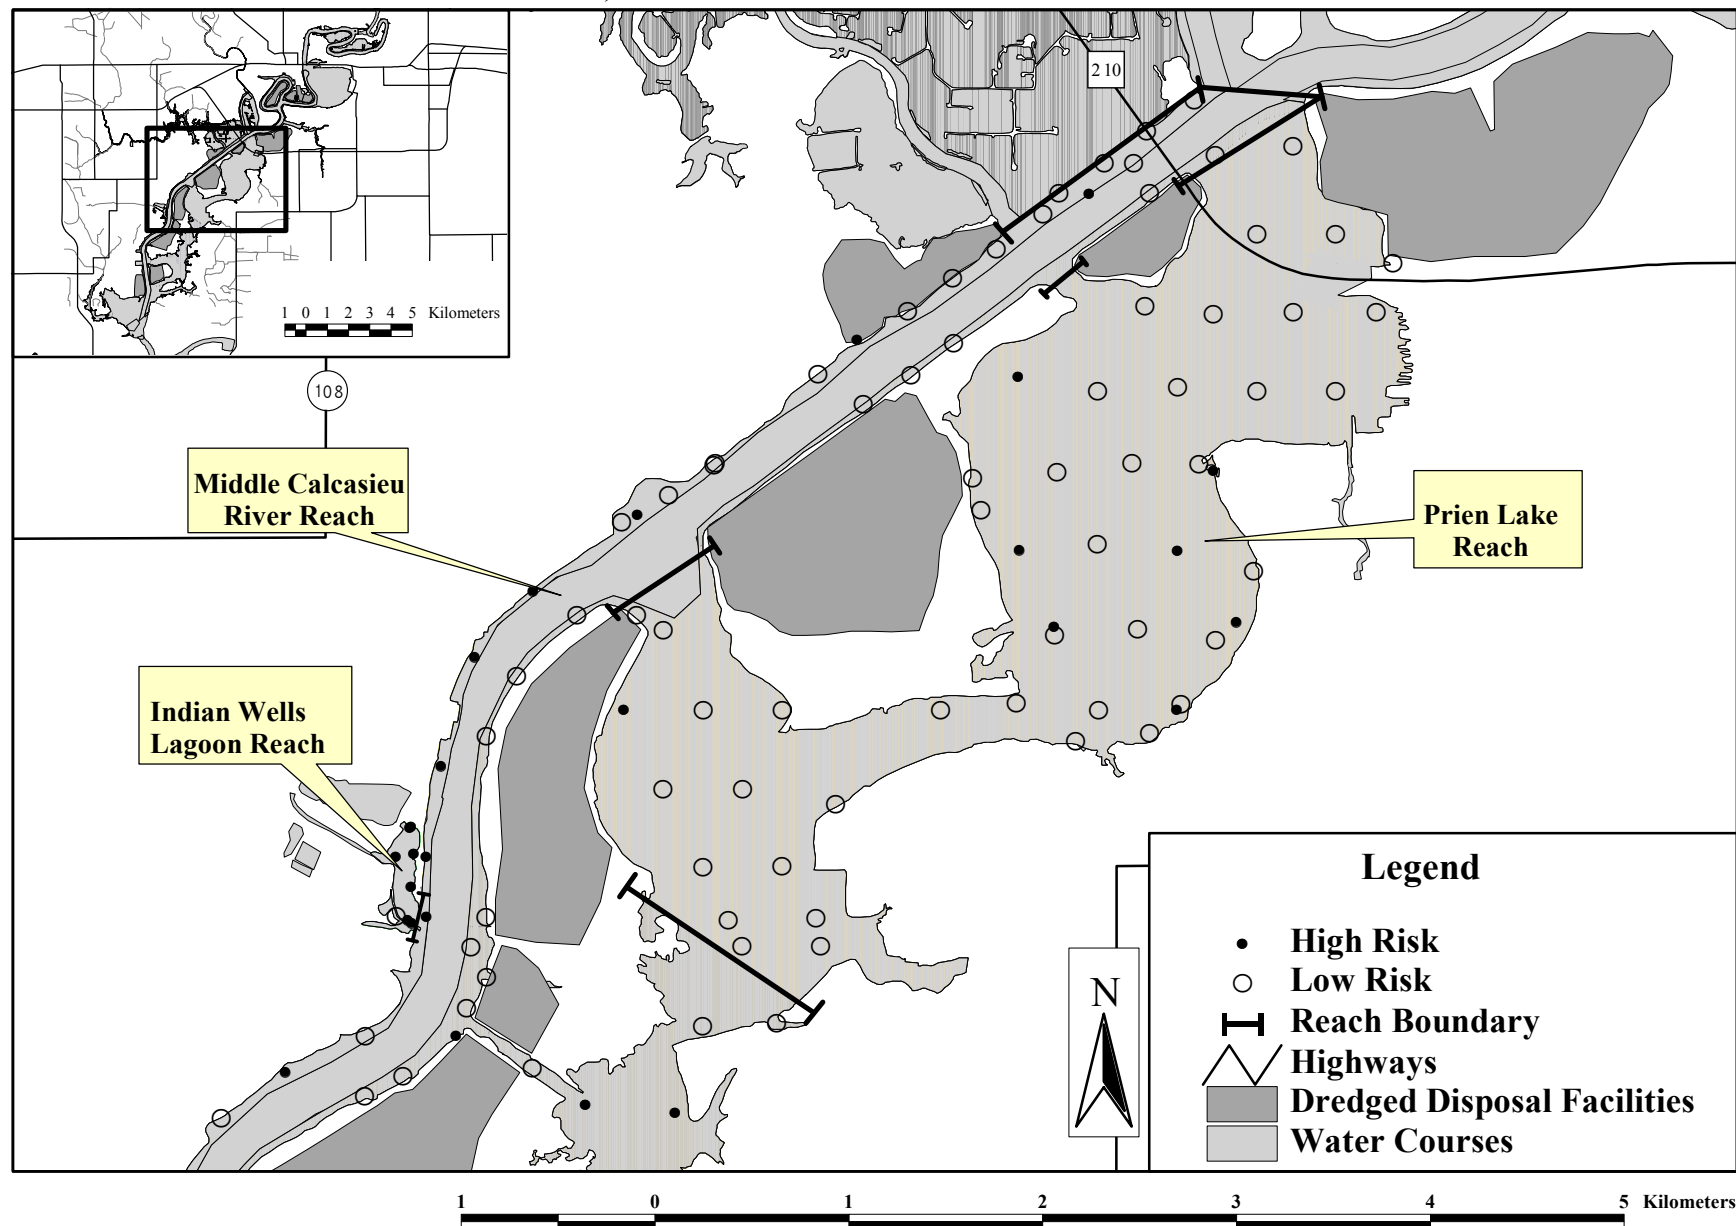 210
1 0 1 2 3 4 5 Kilometers
108
Middle Calcasieu
River Reach
Prien Lake
Reach
Indian Wells
Lagoon Reach
Legend
High Risk
Low Risk
Reach Boundary
Highways
Dredged Disposal Facilities
Water Courses
N
1 0 1 2 3 4 5 Kilometers